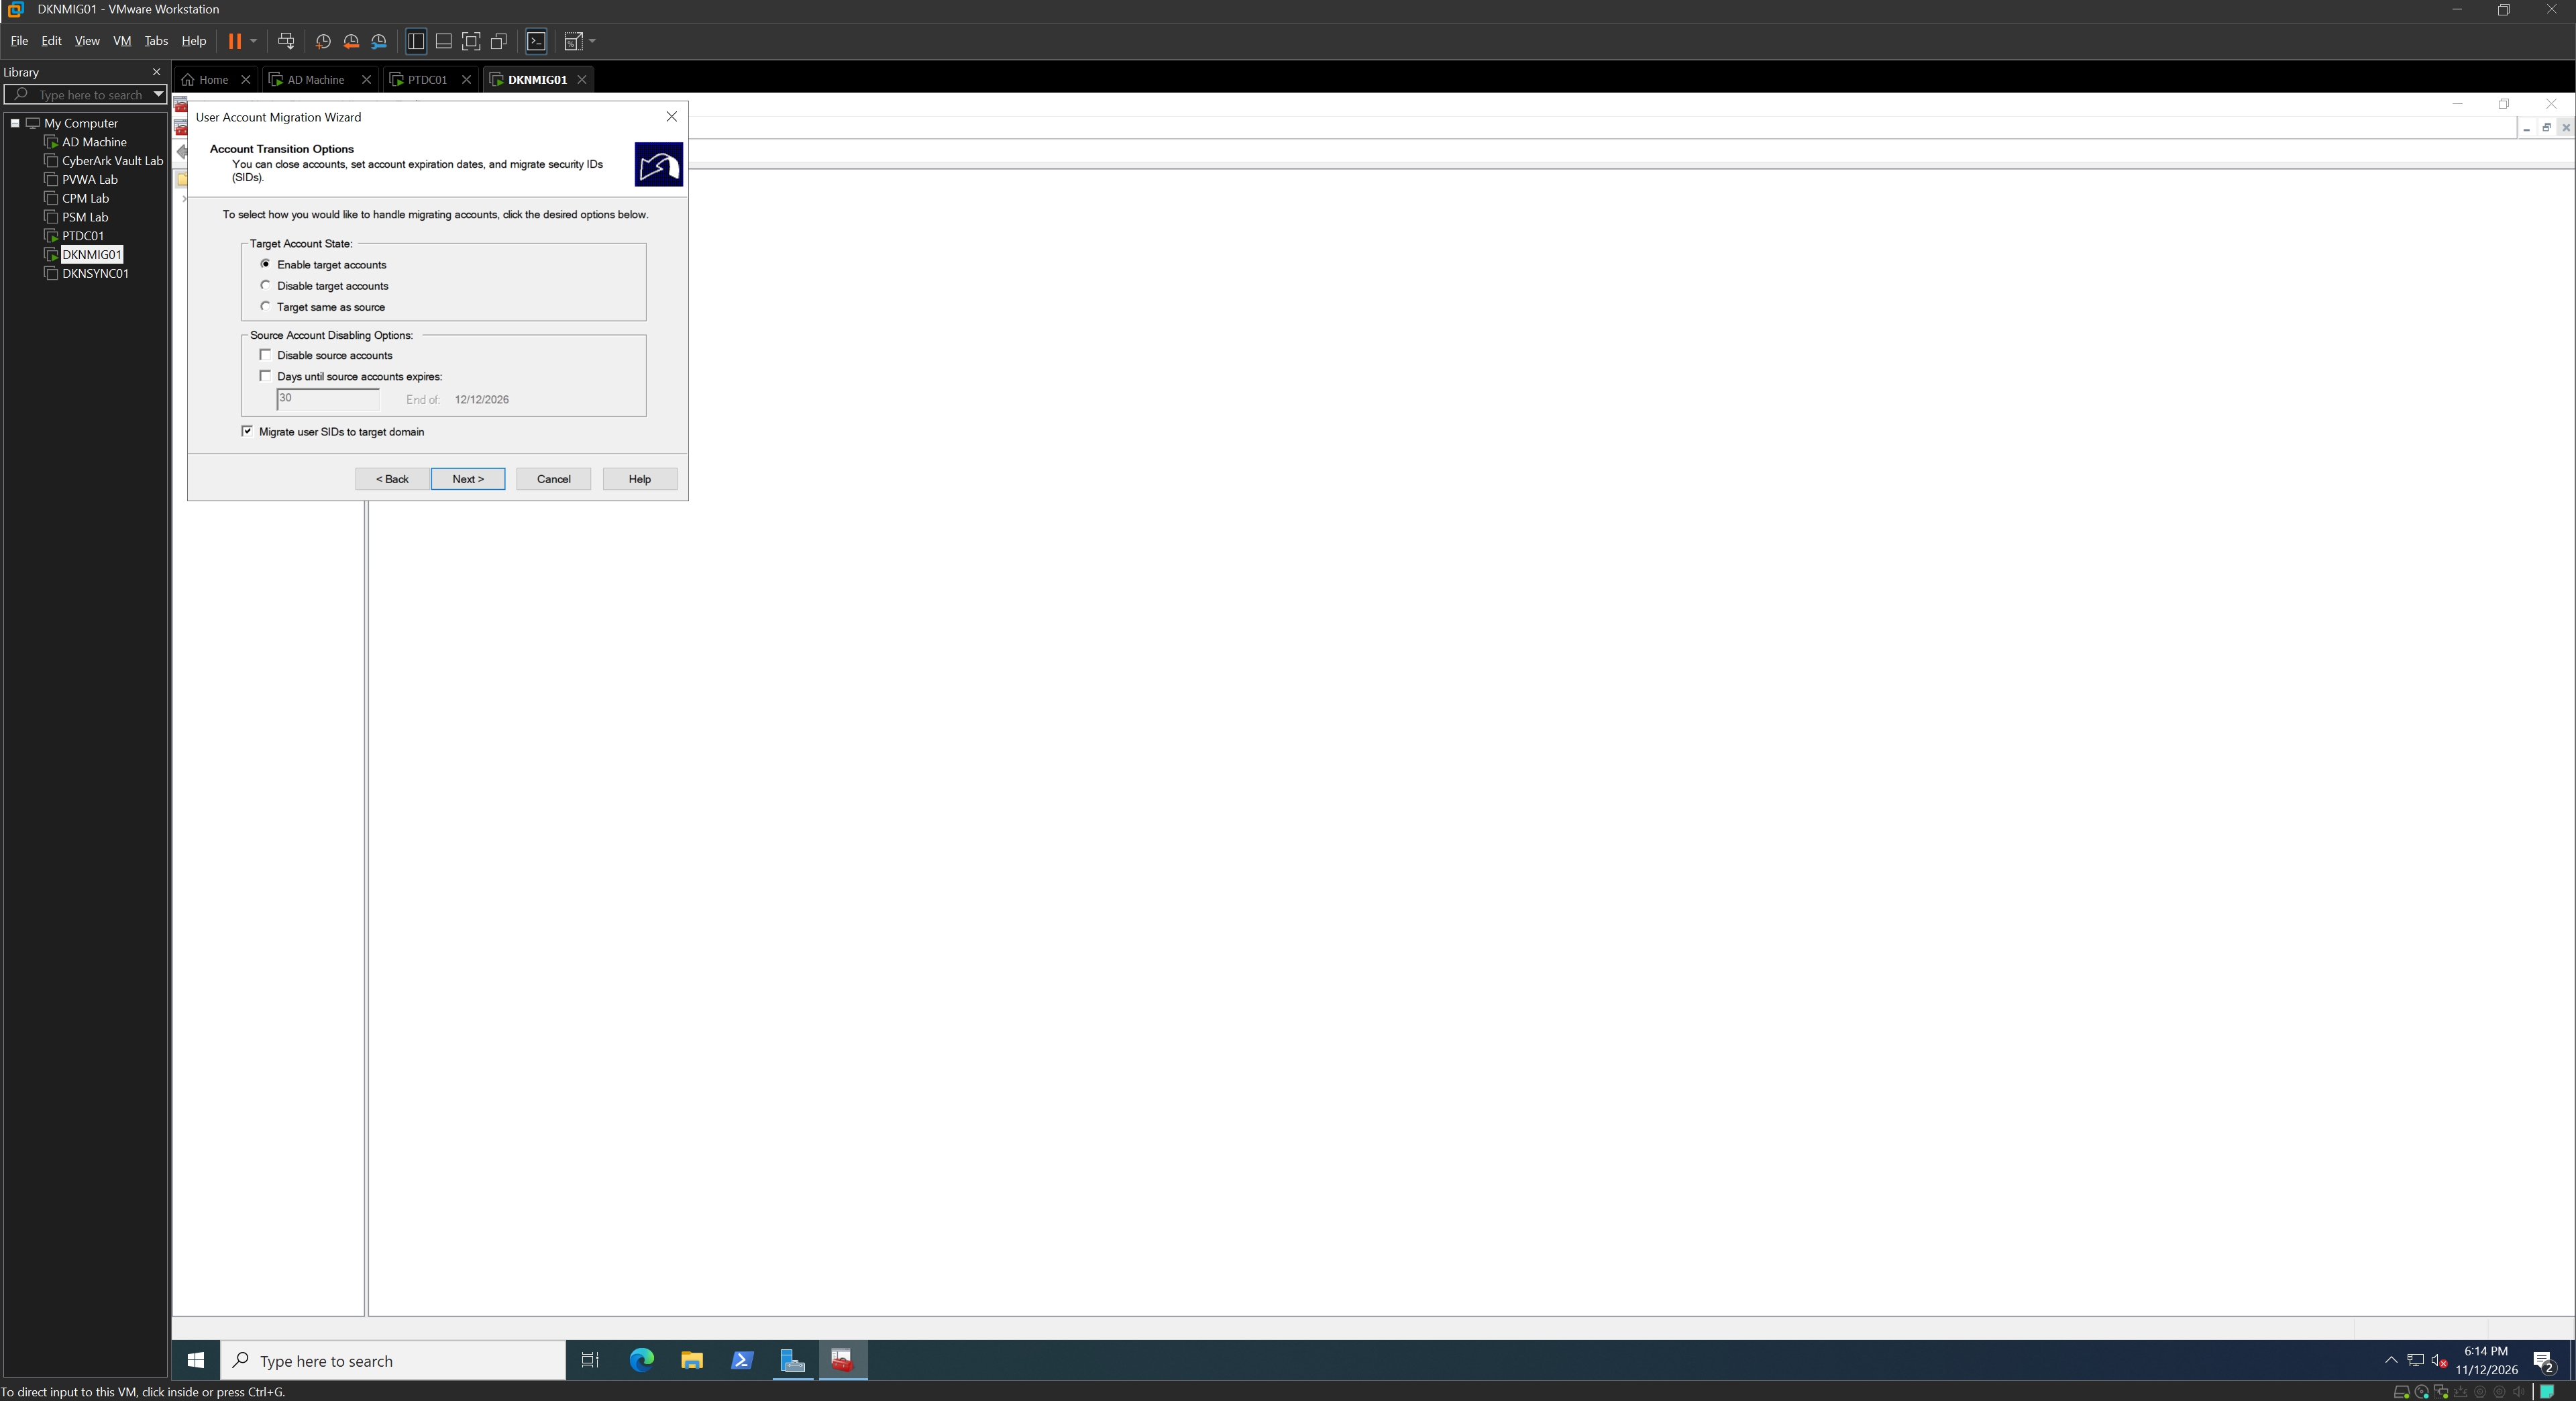 DKNMIG01 - VMware Workstation
File Edit View VM Tabs Help
Library
Type here to search
My Computer
AD Machine
CyberArk Vault Lab
PVWA Lab
CPM Lab
PSM Lab
PTDC01
DKNMIG01
DKNSYNC01
Home
AD Machine
PTDC01
DKNMIG01
User Account Migration Wizard
Account Transition Options
You can close accounts, set account expiration dates, and migrate security IDs
(SIDs).
To select how you would like to handle migrating accounts, click the desired options below.
Target Account State:
Enable target accounts
Disable target accounts
Target same as source
Source Account Disabling Options:
Disable source accounts
Days until source accounts expires:
30 End of: 12/12/2026
Migrate user SIDs to target domain
< Back Next > Cancel Help
Type here to search
6:14 PM
11/12/2026
2
To direct input to this VM, click inside or press Ctrl+G.